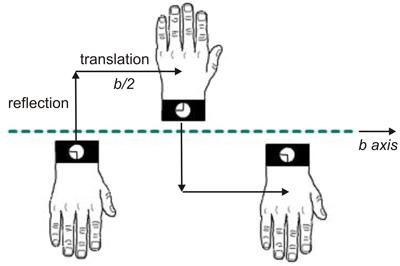 translation
b/2
reflection
b axis